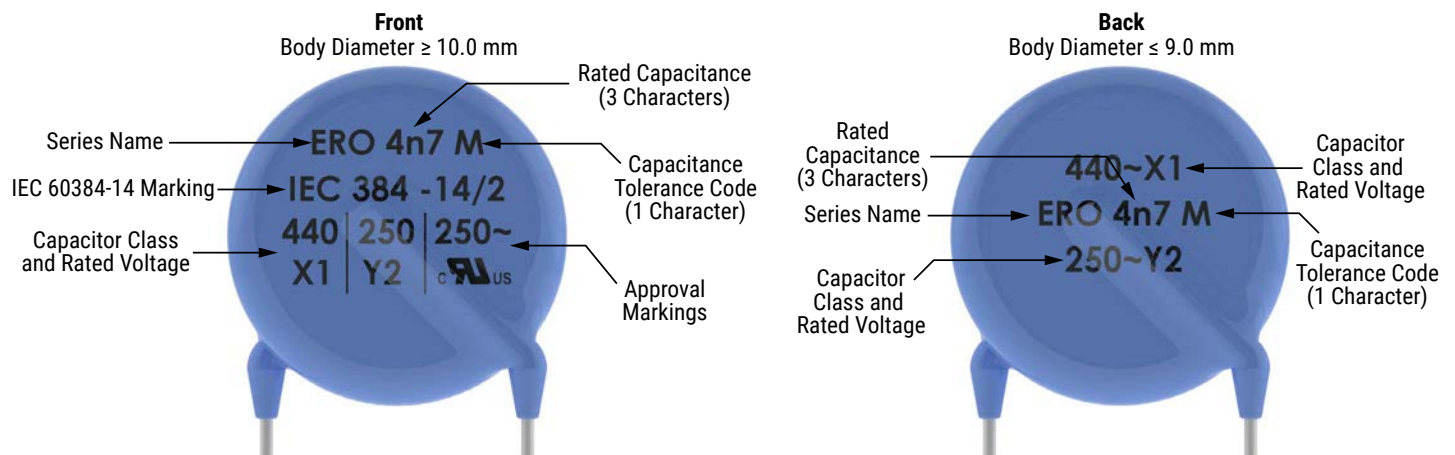 Front
Body Diameter ≥ 10.0 mm
Rated Capacitance
(3 Characters)
Series Name
ERO 4n7 M
Capacitance
Tolerance Code
(1 Character)
IEC 60384-14 Marking
IEC 384 -14/2
Capacitor Class
and Rated Voltage
440 250 250~
X1 Y2 c RU US
Approval
Markings
Back
Body Diameter ≤ 9.0 mm
Rated
Capacitance
(3 Characters)
440~X1
Capacitor
Class and
Rated Voltage
Series Name
ERO 4n7 M
Capacitance
Tolerance Code
(1 Character)
250~Y2
Capacitor
Class and
Rated Voltage